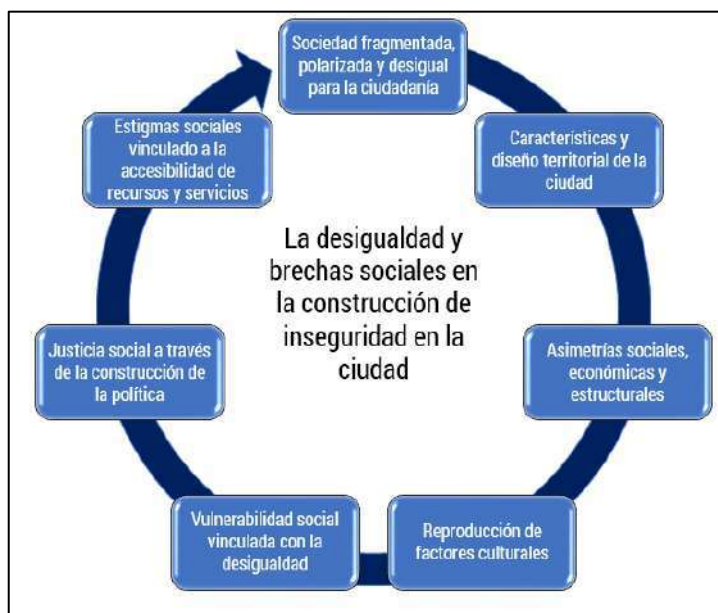 Sociedad fragmentada,
polarizada y desigual
para la ciudadanía
Características y
diseño territorial de la
ciudad
Asimetrías sociales,
económicas y
estructurales
Reproducción de
factores culturales
Vulnerabilidad social
vinculada con la
desigualdad
Justicia social a través
de la construcción de
la política
Estigmas sociales
vinculado a la
accesibilidad de
recursos y servicios
La desigualdad y
brechas sociales en
la construcción de
inseguridad en la
ciudad